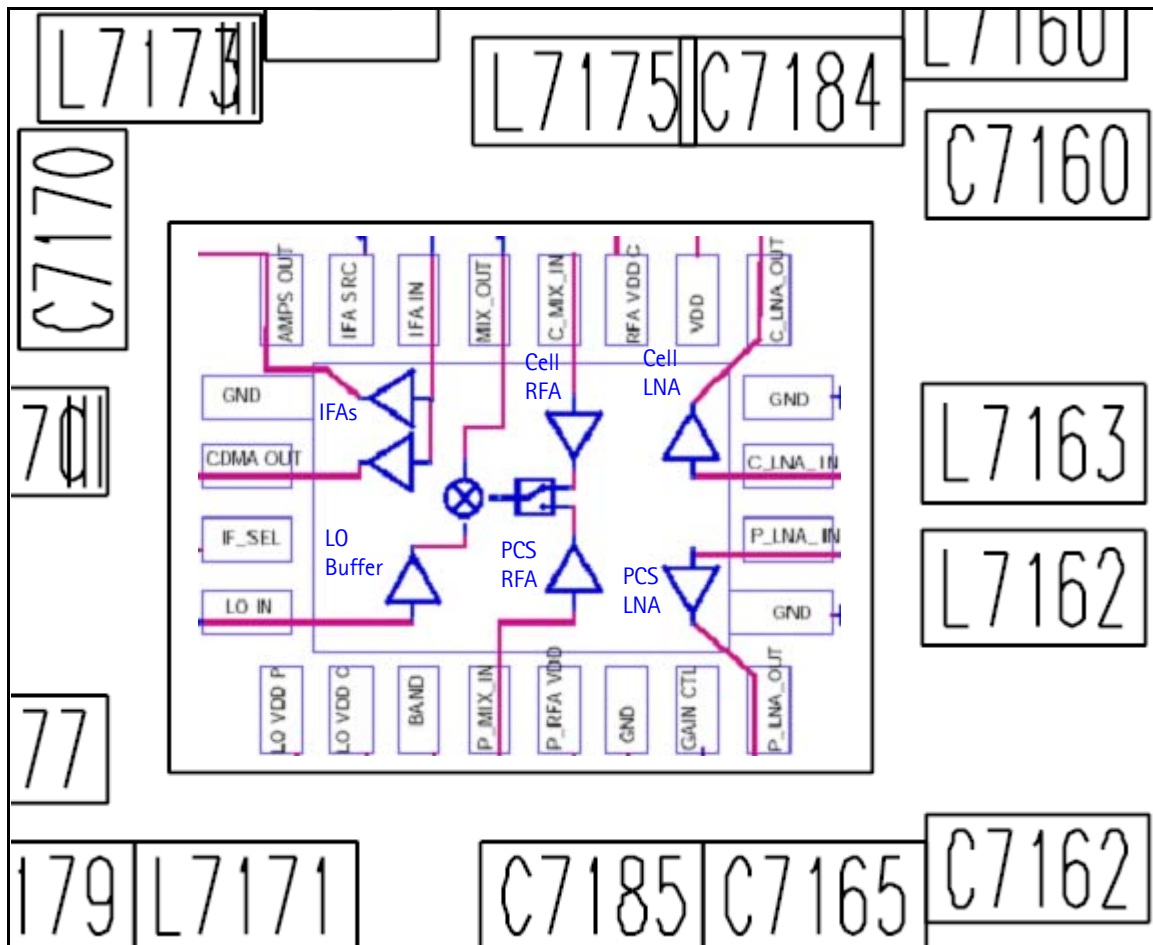 L7173
L7175
C7184
L7160
C7160
C7170
AMPS OUT
IFA SRC
IFA IN
MIX_OUT
C_MIX_IN
RFA VDD C
VDD
C_LNA_OUT
Cell
RFA
Cell
LNA
GND
IFAs
GND
CDMA OUT
C_LNA_IN
L7163
IF_SEL
LO
Buffer
PCS
RFA
PCS
LNA
P_LNA_IN
L7162
LO IN
GND
LO VDD P
LO VDD C
BAND
P_MIX_IN
P_RFA VDD
GND
GAIN CTL
P_LNA_OUT
77
179
L7171
C7185
C7165
C7162